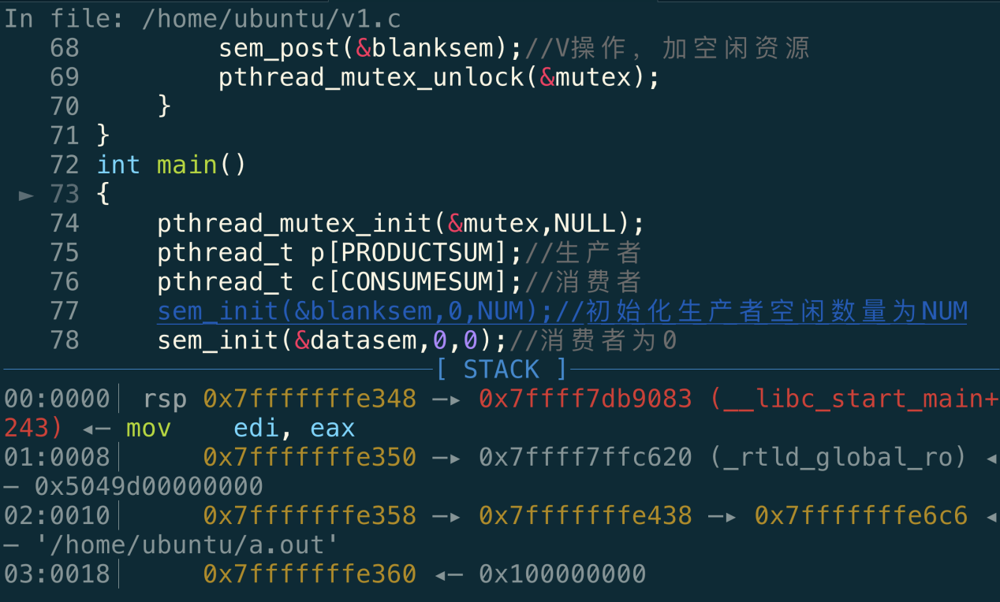 In file: /home/ubuntu/v1.c
68         sem_post(&blanksem);//V操作，加空闲资源
69         pthread_mutex_unlock(&mutex);
70     }
71 }
72 int main()
► 73 {
74     pthread_mutex_init(&mutex,NULL);
75     pthread_t p[PRODUCTSUM];//生产者
76     pthread_t c[CONSUMESUM];//消费者
77     sem_init(&blanksem,0,NUM);//初始化生产者空闲数量为NUM
78     sem_init(&datasem,0,0);//消费者为0
[ STACK ]
00:0000│  rsp 0x7fffffffe348 —▸ 0x7ffff7db9083 (__libc_start_main+
243) ◂— mov    edi, eax
01:0008│      0x7fffffffe350 —▸ 0x7ffff7ffc620 (_rtld_global_ro) ◂
— 0x5049d00000000
02:0010│      0x7fffffffe358 —▸ 0x7fffffffe438 —▸ 0x7fffffffe6c6 ◂
— '/home/ubuntu/a.out'
03:0018│      0x7fffffffe360 ◂— 0x100000000